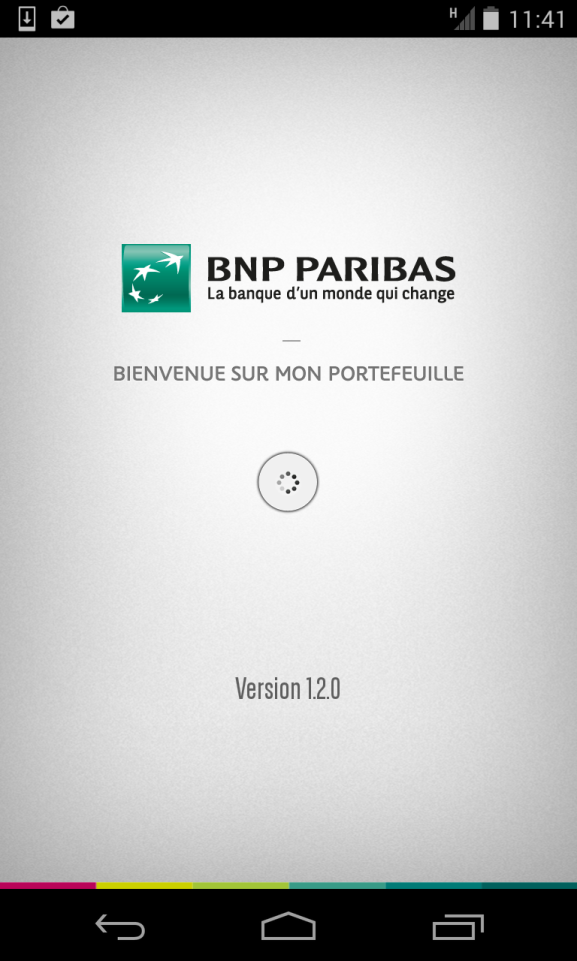 H 11:41
BNP PARIBAS
La banque d'un monde qui change
BIENVENUE SUR MON PORTEFEUILLE
Version 1.2.0